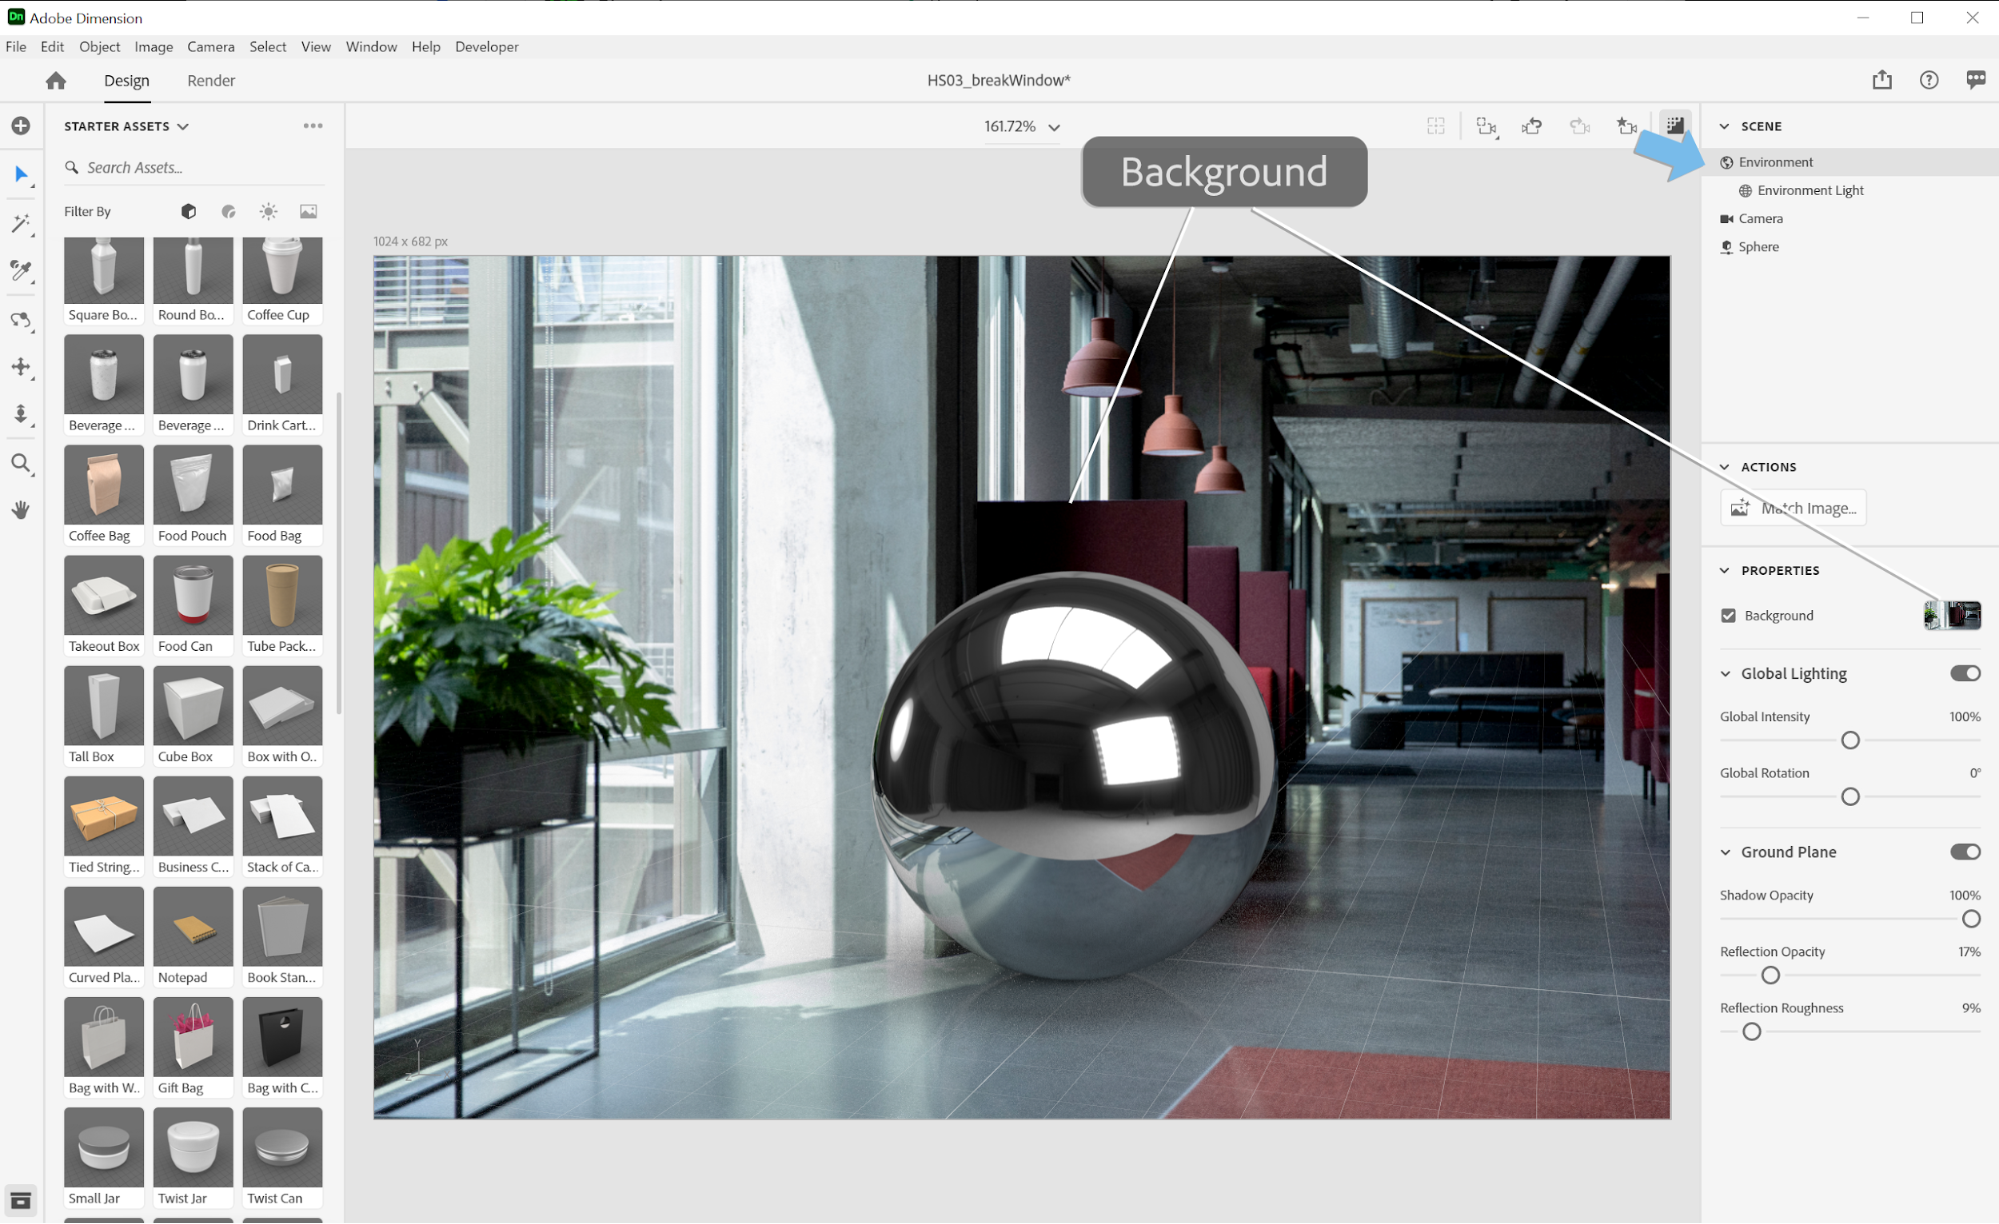 Dn Adobe Dimension
File Edit Object Image Camera Select View Window Help Developer
Design Render HS03_breakWindow*
STARTER ASSETS
161.72%
SCENE
Search Assets...
Background
Environment
Environment Light
Filter By
Camera
1024 x 682 px
Sphere
Square Bo... Round Bo... Coffee Cup
Beverage ... Beverage ... Drink Cart...
ACTIONS
Match Image...
Coffee Bag Food Pouch Food Bag
PROPERTIES
Background
Takeout Box Food Can Tube Pack...
Global Lighting
Global Intensity 100%
Tall Box Cube Box Box with O..
Global Rotation 0°
Ground Plane
Tied String... Business C... Stack of Ca...
Shadow Opacity 100%
Reflection Opacity 17%
Curved Pla... Notepad Book Stan...
Reflection Roughness 9%
Y
Z
Bag with W.. Gift Bag Bag with C...
Small Jar Twist Jar Twist Can